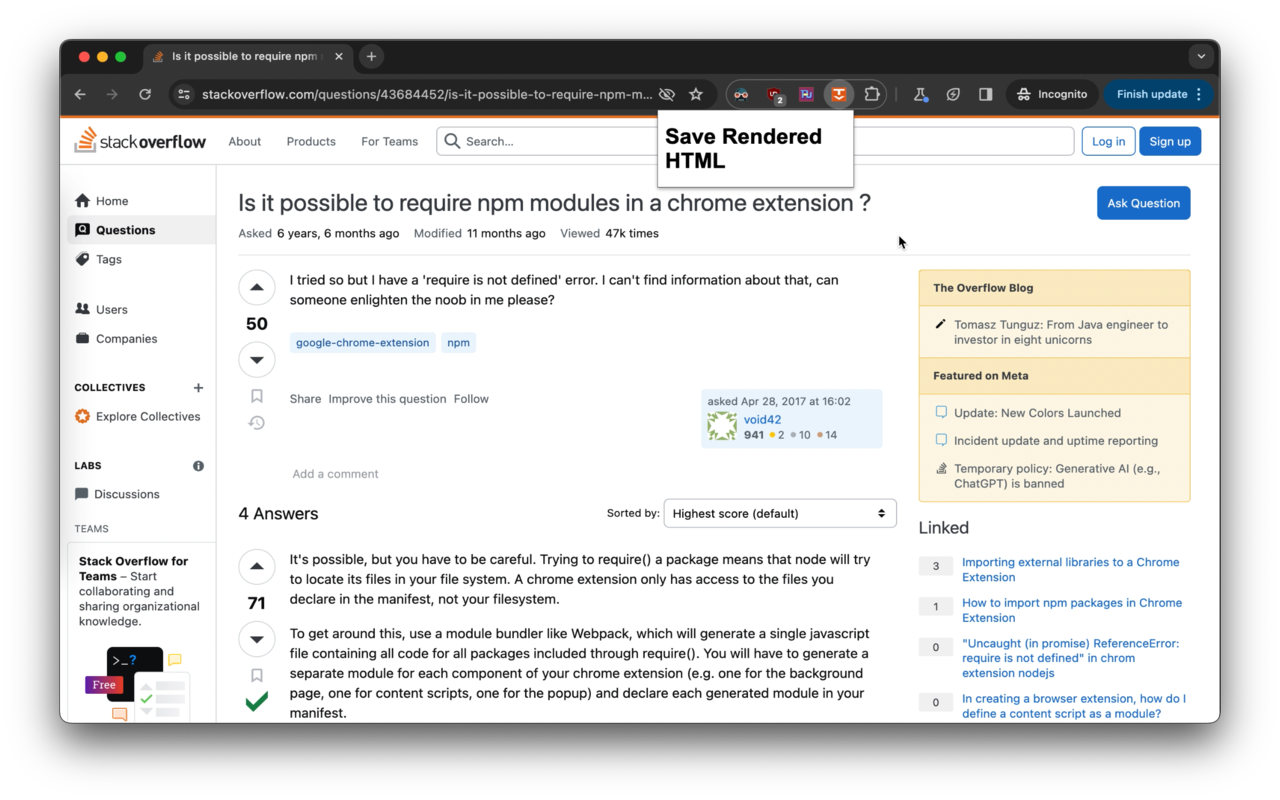 Is it possible to require npm
stackoverflow.com/questions/43684452/is-it-possible-to-require-npm-m...
2
Incognito
Finish update
stackoverflow
About
Products
For Teams
Search...
Log in
Sign up
Save Rendered
HTML
Home
Questions
Tags
Users
Companies
COLLECTIVES
Explore Collectives
LABS
Discussions
TEAMS
Stack Overflow for
Teams – Start
collaborating and
sharing organizational
knowledge.
>_?
Free
Is it possible to require npm modules in a chrome extension ?
Ask Question
Asked 6 years, 6 months ago Modified 11 months ago Viewed 47k times
50
I tried so but I have a 'require is not defined' error. I can't find information about that, can
someone enlighten the noob in me please?
google-chrome-extension npm
Share Improve this question Follow
asked Apr 28, 2017 at 16:02
void42
941 2 10 14
Add a comment
4 Answers
Sorted by: Highest score (default)
71
It's possible, but you have to be careful. Trying to require() a package means that node will try
to locate its files in your file system. A chrome extension only has access to the files you
declare in the manifest, not your filesystem.
To get around this, use a module bundler like Webpack, which will generate a single javascript
file containing all code for all packages included through require(). You will have to generate a
separate module for each component of your chrome extension (e.g. one for the background
page, one for content scripts, one for the popup) and declare each generated module in your
manifest.
The Overflow Blog
Tomasz Tunguz: From Java engineer to
investor in eight unicorns
Featured on Meta
Update: New Colors Launched
Incident update and uptime reporting
Temporary policy: Generative AI (e.g.,
ChatGPT) is banned
Linked
3 Importing external libraries to a Chrome
Extension
1 How to import npm packages in Chrome
Extension
0 "Uncaught (in promise) ReferenceError:
require is not defined" in chrom
extension nodejs
0 In creating a browser extension, how do I
define a content script as a module?